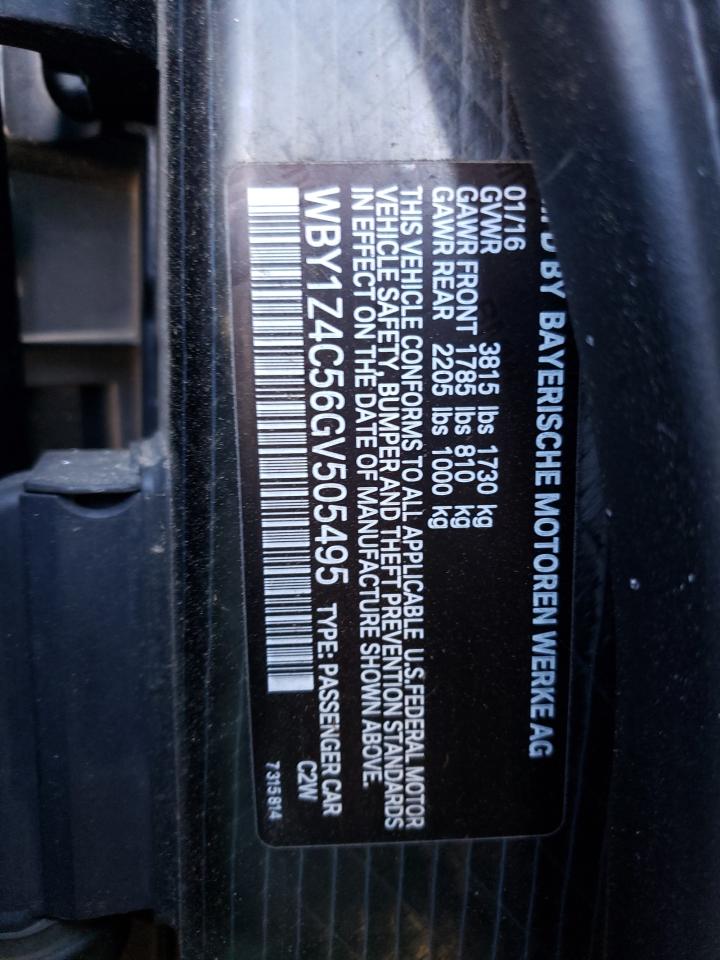 BY BAYERISCHE MOTOREN WERKE AG
01/16
GVWR 3815 lbs 1730 kg
GAWR FRONT 1785 lbs 810 kg
GAWR REAR 2205 lbs 1000 kg
THIS VEHICLE CONFORMS TO ALL APPLICABLE U.S.FEDERAL MOTOR
VEHICLE SAFETY, BUMPER AND THEFT PREVENTION STANDARDS
IN EFFECT ON THE DATE OF MANUFACTURE SHOWN ABOVE.
WBY1Z4C56GV505495 TYPE: PASSENGER CAR
C2W
7315814